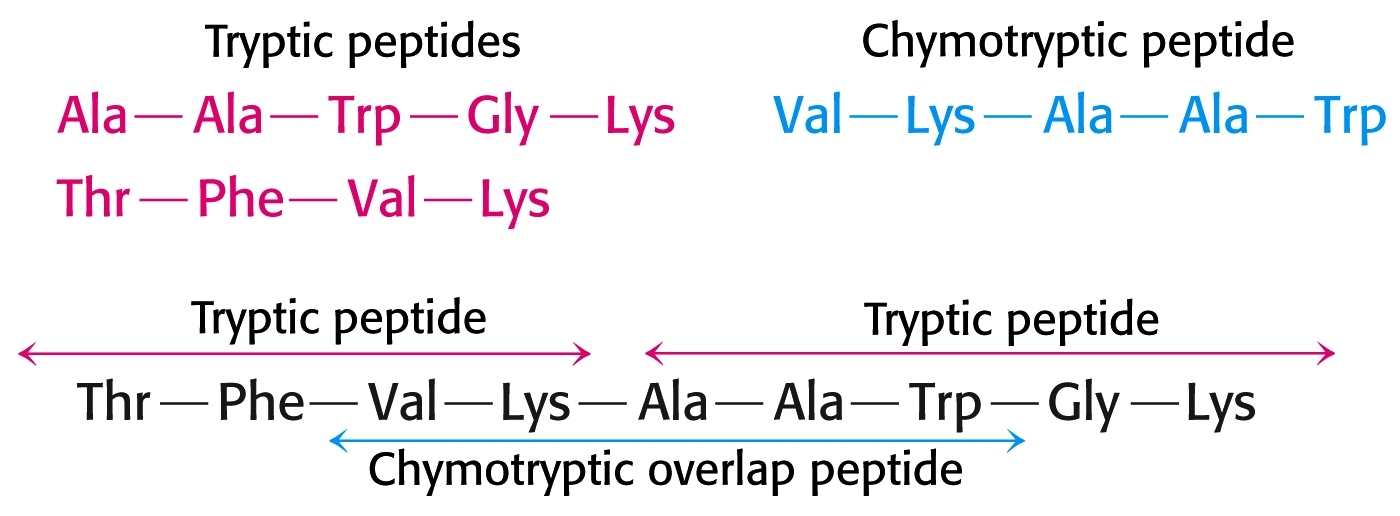 Tryptic peptides
Ala — Ala — Trp — Gly — Lys
Thr — Phe — Val — Lys
Chymotryptic peptide
Val — Lys — Ala — Ala — Trp
Tryptic peptide
Tryptic peptide
Thr — Phe — Val — Lys — Ala — Ala — Trp — Gly — Lys
Chymotryptic overlap peptide